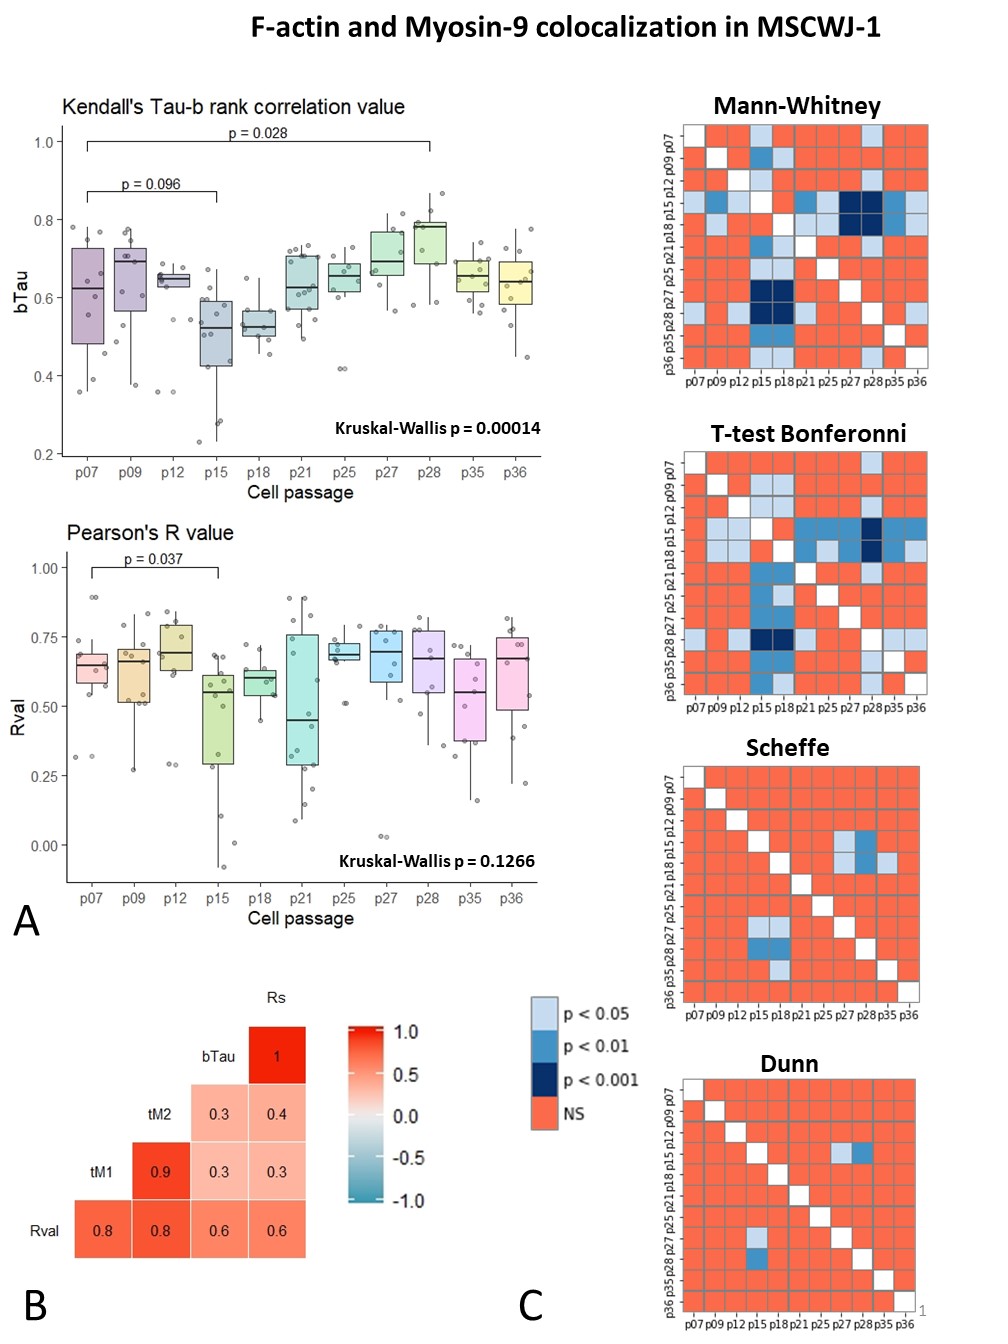 F-actin and Myosin-9 colocalization in MSCWJ-1
Kendall's Tau-b rank correlation value
p = 0.028
p = 0.096
1.0
0.8
0.6
0.4
0.2
bTau
Kruskal-Wallis p = 0.00014
p07 p09 p12 p15 p18 p21 p25 p27 p28 p35 p36
Cell passage
Pearson's R value
p = 0.037
1.00
0.75
0.50
0.25
0.00
Rval
Kruskal-Wallis p = 0.1266
p07 p09 p12 p15 p18 p21 p25 p27 p28 p35 p36
Cell passage
A
Rs
bTau 1
tM2 0.3 0.4
tM1 0.9 0.3 0.3
Rval 0.8 0.8 0.6 0.6
1.0
0.5
0.0
-0.5
-1.0
B
Mann-Whitney
p36 p35 p28 p27 p25 p21 p18 p15 p12 p09 p07
p07 p09 p12 p15 p18 p21 p25 p27 p28 p35 p36
T-test Bonferonni
p36 p35 p28 p27 p25 p21 p18 p15 p12 p09 p07
p07 p09 p12 p15 p18 p21 p25 p27 p28 p35 p36
Scheffe
p36 p35 p28 p27 p25 p21 p18 p15 p12 p09 p07
p07 p09 p12 p15 p18 p21 p25 p27 p28 p35 p36
Dunn
p36 p35 p28 p27 p25 p21 p18 p15 p12 p09 p07
p07 p09 p12 p15 p18 p21 p25 p27 p28 p35 p36
p < 0.05
p < 0.01
p < 0.001
NS
C
1